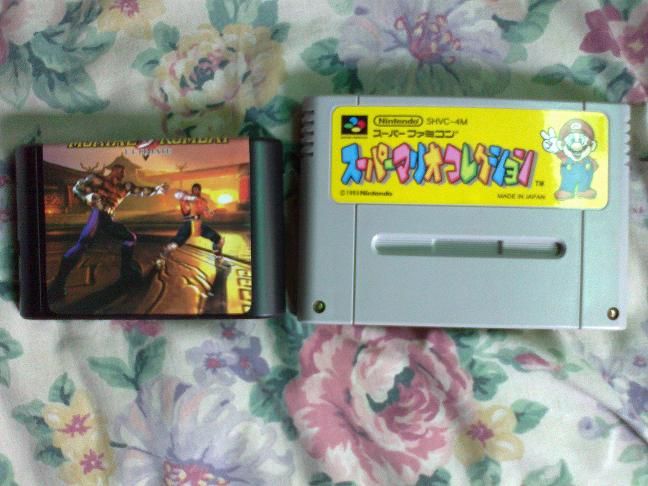 MORTAL KOMBAT
ULTIMATE
Nintendo SHVC-4M
スーパーファミコン
スーパーマリオコレクション
TM
©1993 Nintendo
MADE IN JAPAN